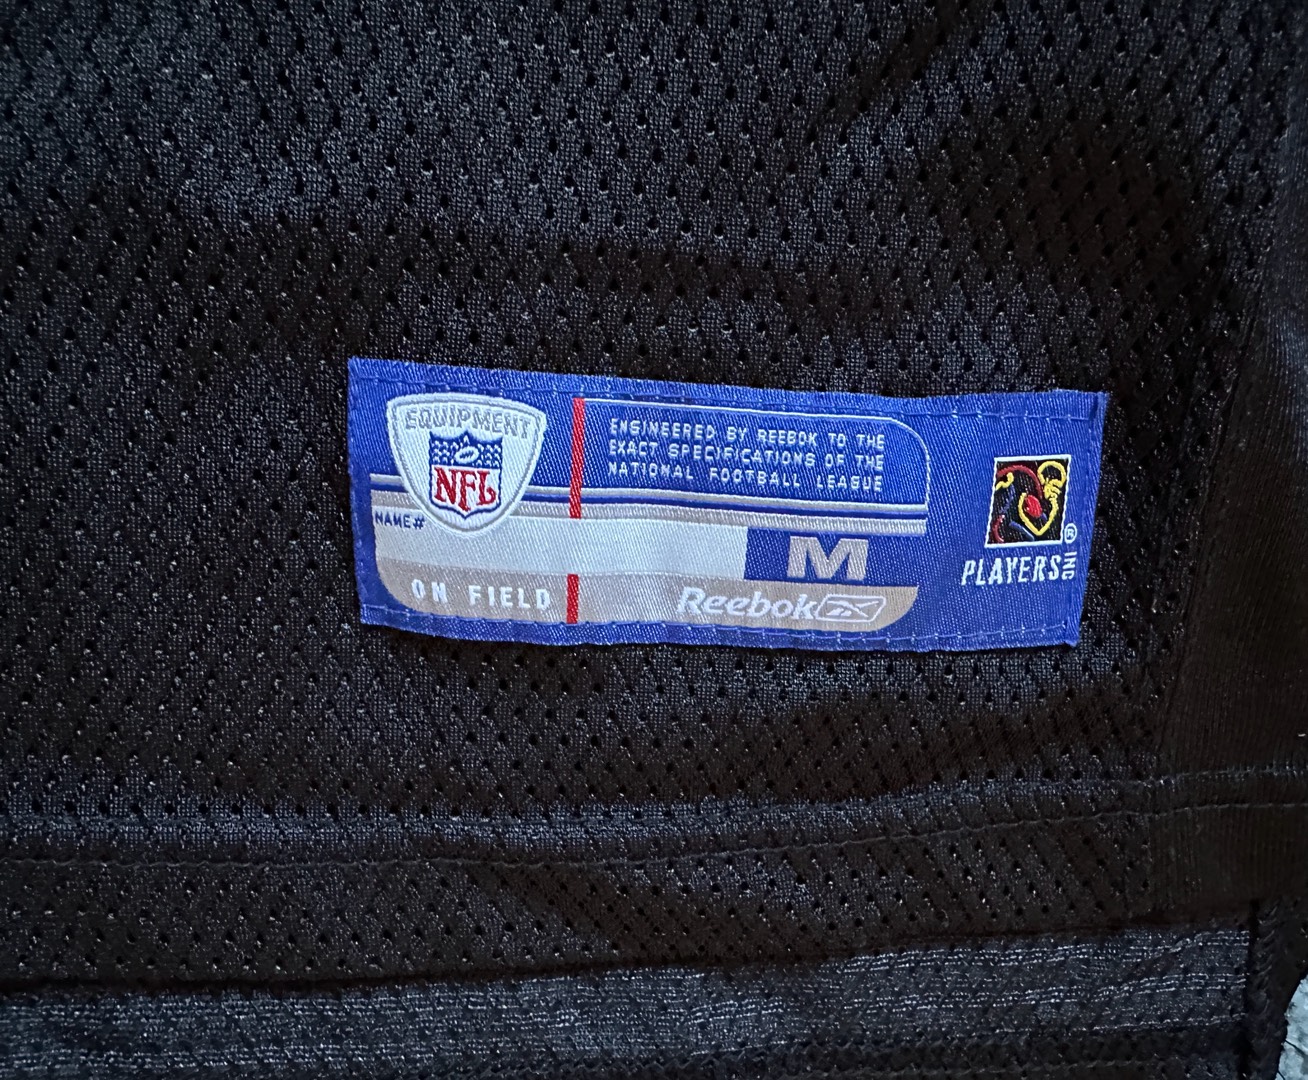 EQUIPMENT
NFL
ENGINEERED BY REEBOK TO THE
EXACT SPECIFICATIONS OF THE
NATIONAL FOOTBALL LEAGUE
NAME#
M
ON FIELD
Reebok
PLAYERS INC ®